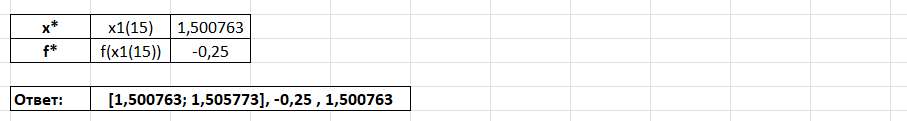 x* x1(15) 1,500763
f* f(x1(15)) -0,25
Ответ: [1,500763; 1,505773], -0,25 , 1,500763